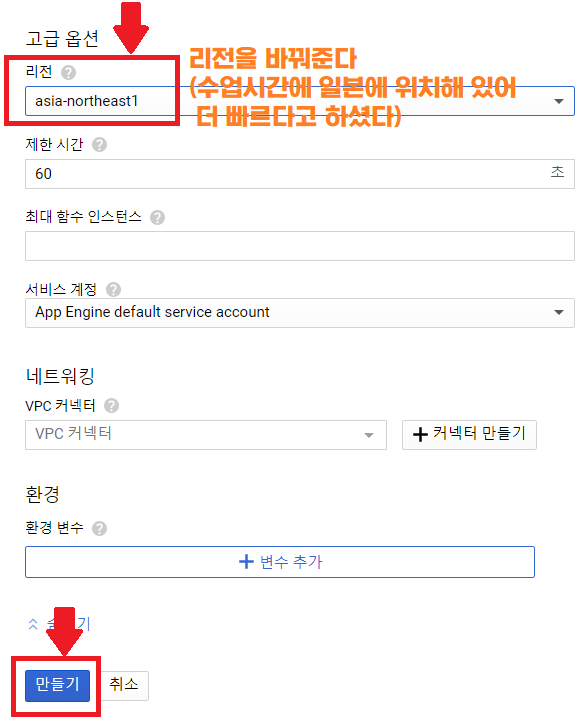 고급 옵션
리전
리전을 바꿔준다
(수업시간에 일본에 위치해 있어
더 빠르다고 하셨다)
asia-northeast1
제한 시간
60 초
최대 함수 인스턴스
서비스 계정
App Engine default service account
네트워킹
VPC 커넥터
VPC 커넥터
커넥터 만들기
환경
환경 변수
변수 추가
만들기 취소